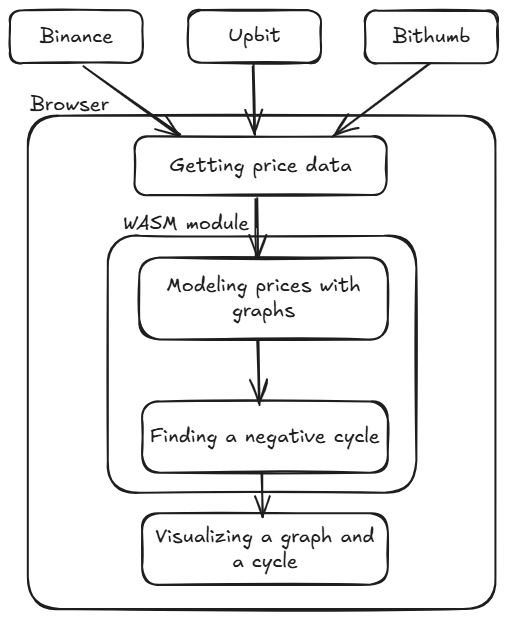 Binance
Upbit
Bithumb
Browser
Getting price data
WASM module
Modeling prices with
graphs
Finding a negative cycle
Visualizing a graph and
a cycle